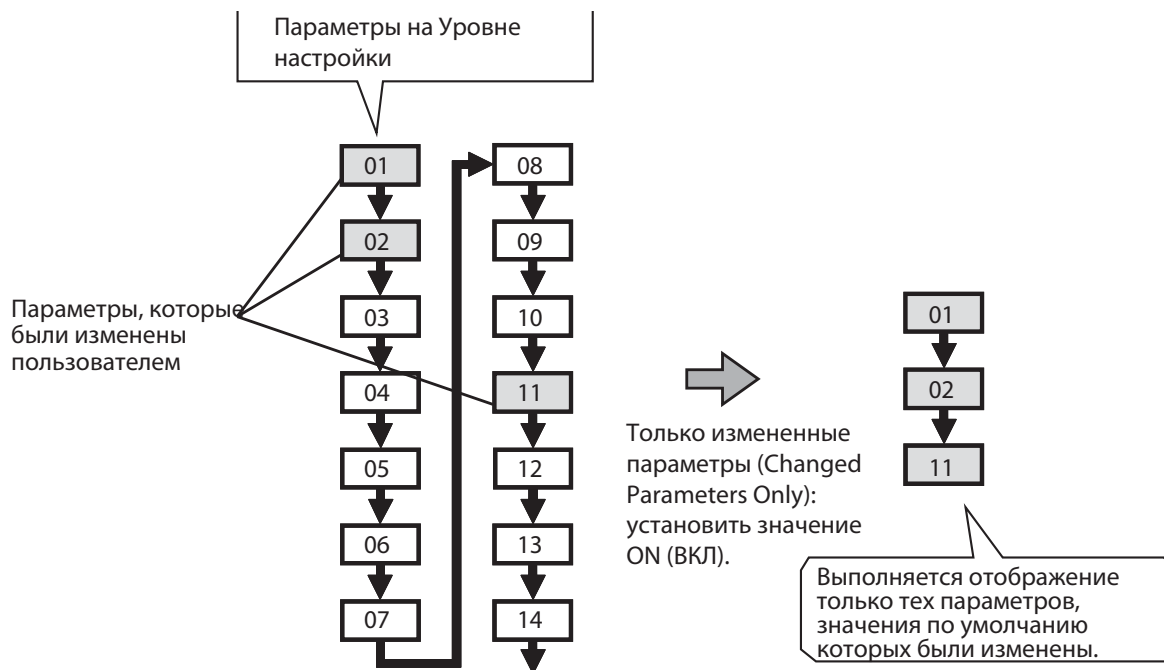 Параметры на Уровне
настройки
01
02
03
04
05
06
07
08
09
10
11
12
13
14
Параметры, которые
были изменены
пользователем
Только измененные
параметры (Changed
Parameters Only):
установить значение
ON (ВКЛ).
01
02
11
Выполняется отображение
только тех параметров,
значения по умолчанию
которых были изменены.